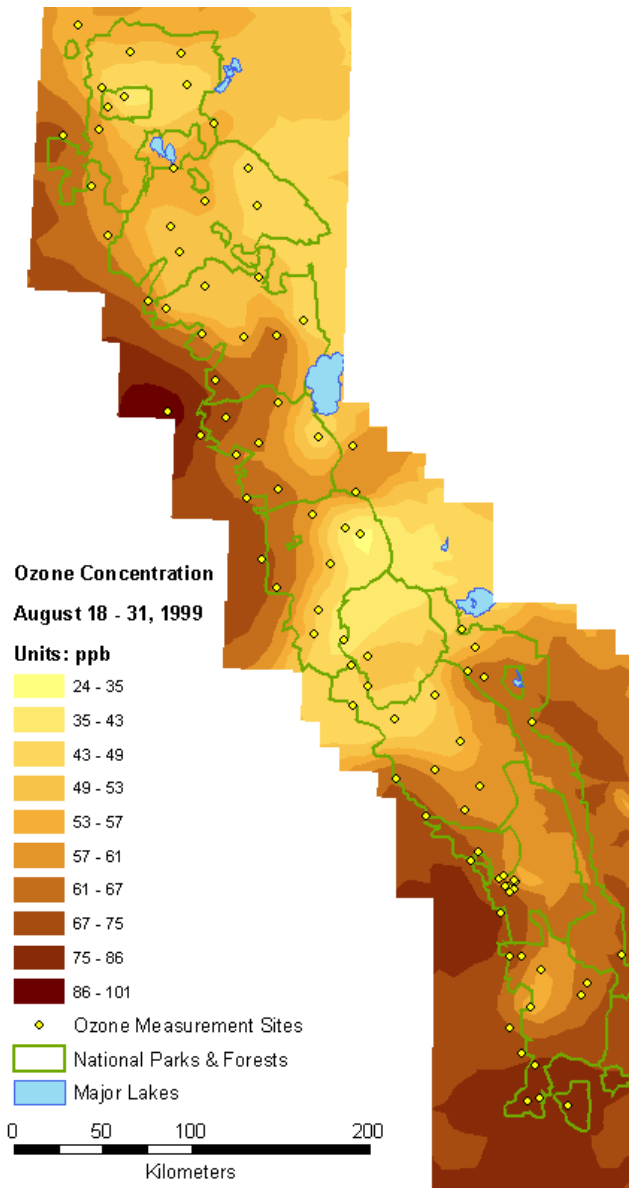 Ozone Concentration
August 18 - 31, 1999
Units: ppb
24 - 35
35 - 43
43 - 49
49 - 53
53 - 57
57 - 61
61 - 67
67 - 75
75 - 86
86 - 101
Ozone Measurement Sites
National Parks & Forests
Major Lakes
0 50 100 200
Kilometers